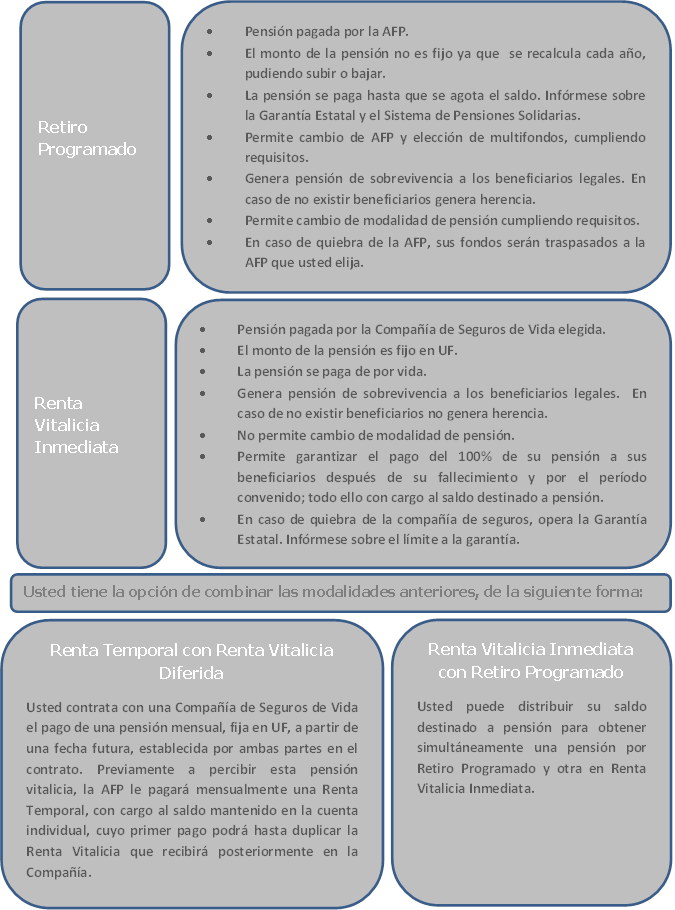 Retiro
Programado
• Pensión pagada por la AFP.
• El monto de la pensión no es fijo ya que se recalcula cada año,
pudiendo subir o bajar.
• La pensión se paga hasta que se agota el saldo. Infórmese sobre
la Garantía Estatal y el Sistema de Pensiones Solidarias.
• Permite cambio de AFP y elección de multifondos, cumpliendo
requisitos.
• Genera pensión de sobrevivencia a los beneficiarios legales. En
caso de no existir beneficiarios genera herencia.
• Permite cambio de modalidad de pensión cumpliendo requisitos.
• En caso de quiebra de la AFP, sus fondos serán traspasados a la
AFP que usted elija.
Renta
Vitalicia
Inmediata
• Pensión pagada por la Compañía de Seguros de Vida elegida.
• El monto de la pensión es fijo en UF.
• La pensión se paga de por vida.
• Genera pensión de sobrevivencia a los beneficiarios legales. En
caso de no existir beneficiarios no genera herencia.
• No permite cambio de modalidad de pensión.
• Permite garantizar el pago del 100% de su pensión a sus
beneficiarios después de su fallecimiento y por el período
convenido; todo ello con cargo al saldo destinado a pensión.
• En caso de quiebra de la compañía de seguros, opera la Garantía
Estatal. Infórmese sobre el límite a la garantía.
Usted tiene la opción de combinar las modalidades anteriores, de la siguiente forma:
Renta Temporal con Renta Vitalicia
Diferida
Usted contrata con una Compañía de Seguros de Vida
el pago de una pensión mensual, fija en UF, a partir de
una fecha futura, establecida por ambas partes en el
contrato. Previamente a percibir esta pensión
vitalicia, la AFP le pagará mensualmente una Renta
Temporal, con cargo al saldo mantenido en la cuenta
individual, cuyo primer pago podrá hasta duplicar la
Renta Vitalicia que recibirá posteriormente en la
Compañía.
Renta Vitalicia Inmediata
con Retiro Programado
Usted puede distribuir su saldo
destinado a pensión para obtener
simultáneamente una pensión por
Retiro Programado y otra en Renta
Vitalicia Inmediata.